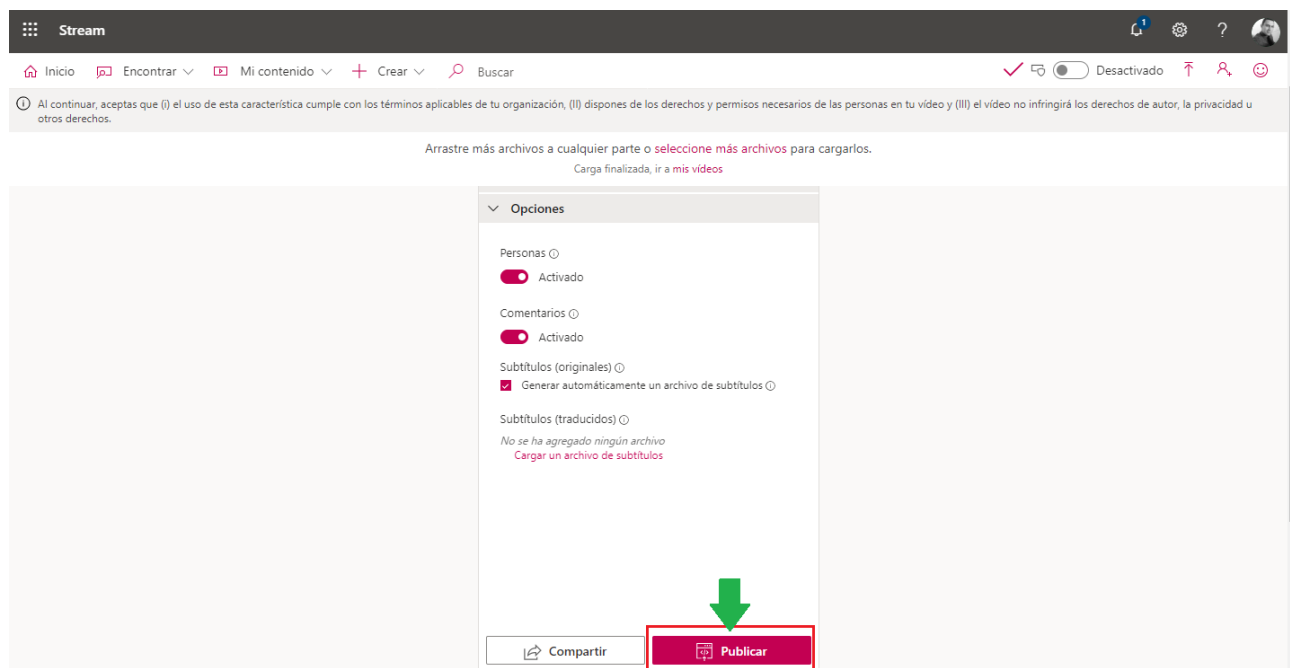 Stream
1
?
Inicio Encontrar Mi contenido Crear Buscar Desactivado
Al continuar, aceptas que (i) el uso de esta característica cumple con los términos aplicables de tu organización, (II) dispones de los derechos y permisos necesarios de las personas en tu vídeo y (III) el vídeo no infringirá los derechos de autor, la privacidad u
otros derechos.
Arrastre más archivos a cualquier parte o seleccione más archivos para cargarlos.
Carga finalizada, ir a mis vídeos
Opciones
Personas
Activado
Comentarios
Activado
Subtítulos (originales)
Generar automáticamente un archivo de subtítulos
Subtítulos (traducidos)
No se ha agregado ningún archivo
Cargar un archivo de subtítulos
Compartir Publicar